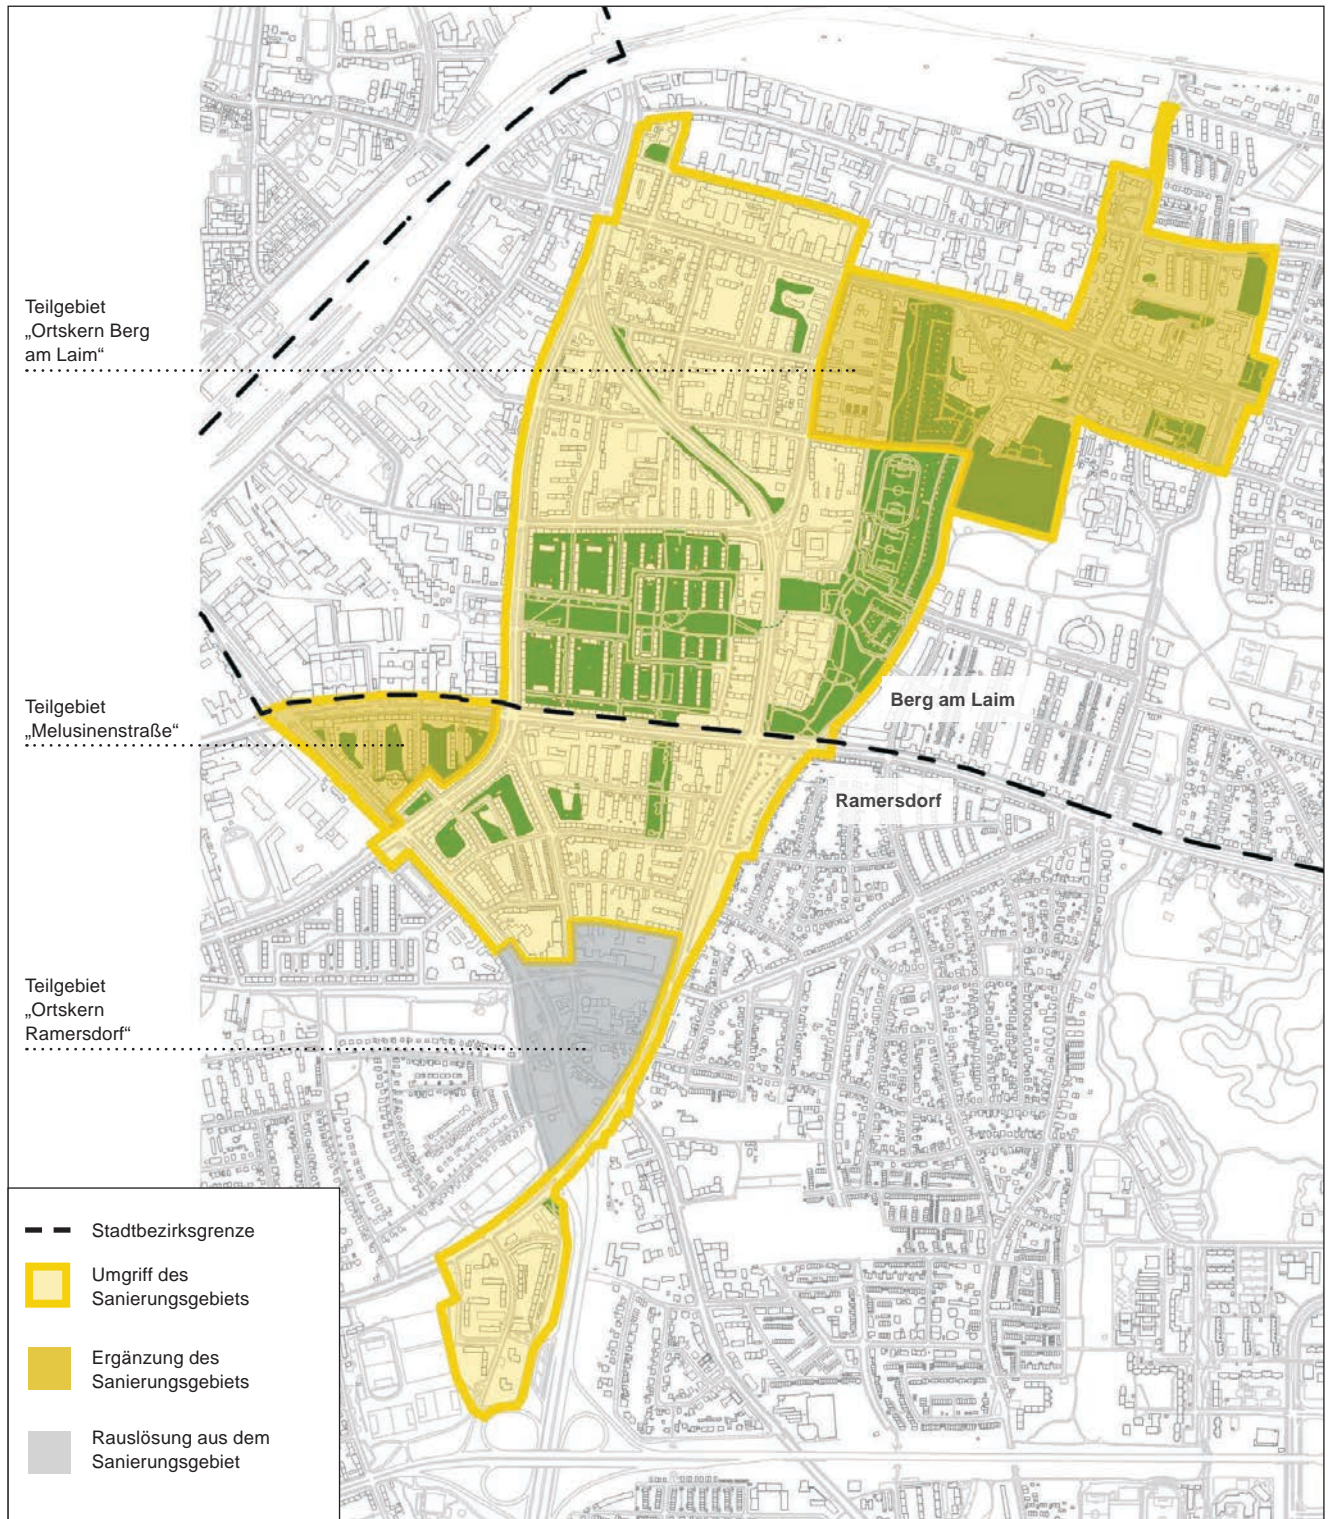 Teilgebiet
„Ortskern Berg
am Laim“
Teilgebiet
„Melusinenstraße“
Berg am Laim
Ramersdorf
Teilgebiet
„Ortskern
Ramersdorf“
Stadtbezirksgrenze
Umgriff des
Sanierungsgebiets
Ergänzung des
Sanierungsgebiets
Rauslösung aus dem
Sanierungsgebiet